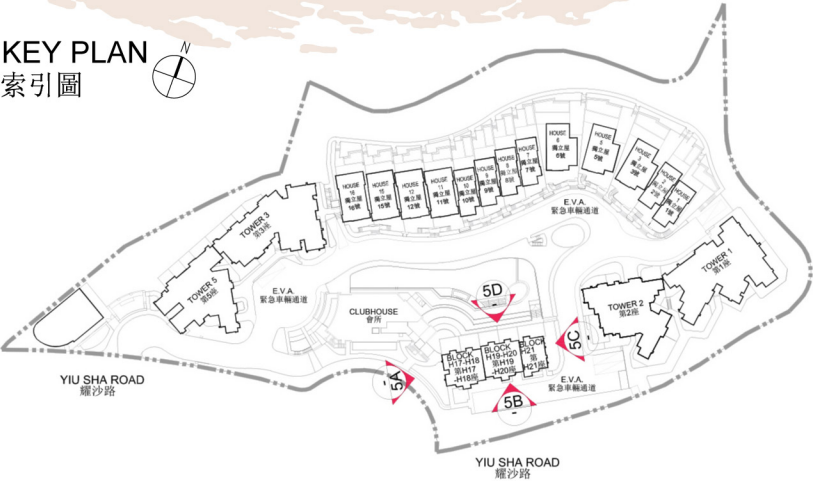 KEY PLAN
索引圖
N
HOUSE
16
獨立屋
16號
HOUSE
15
獨立屋
15號
HOUSE
12
獨立屋
12號
HOUSE
11
獨立屋
11號
HOUSE
10
獨立屋
10號
HOUSE
9
獨立屋
9號
HOUSE
8
獨立屋
8號
HOUSE
7
獨立屋
7號
HOUSE
6
獨立屋
6號
HOUSE
5
獨立屋
5號
HOUSE
3
獨立屋
3號
HOUSE
2
獨立屋
2號
HOUSE
1
獨立屋
1號
E.V.A.
緊急車輛通道
TOWER 3
第3座
TOWER 5
第5座
E.V.A.
緊急車輛通道
CLUBHOUSE
會所
TOWER 1
第1座
TOWER 2
第2座
5D
5C
5A
5B
BLOCK
H17-H18
第H17
-H18座
BLOCK
H19-H20
第H19
-H20座
BLOCK
H21
第
H21座
E.V.A.
緊急車輛通道
YIU SHA ROAD
耀沙路
YIU SHA ROAD
耀沙路